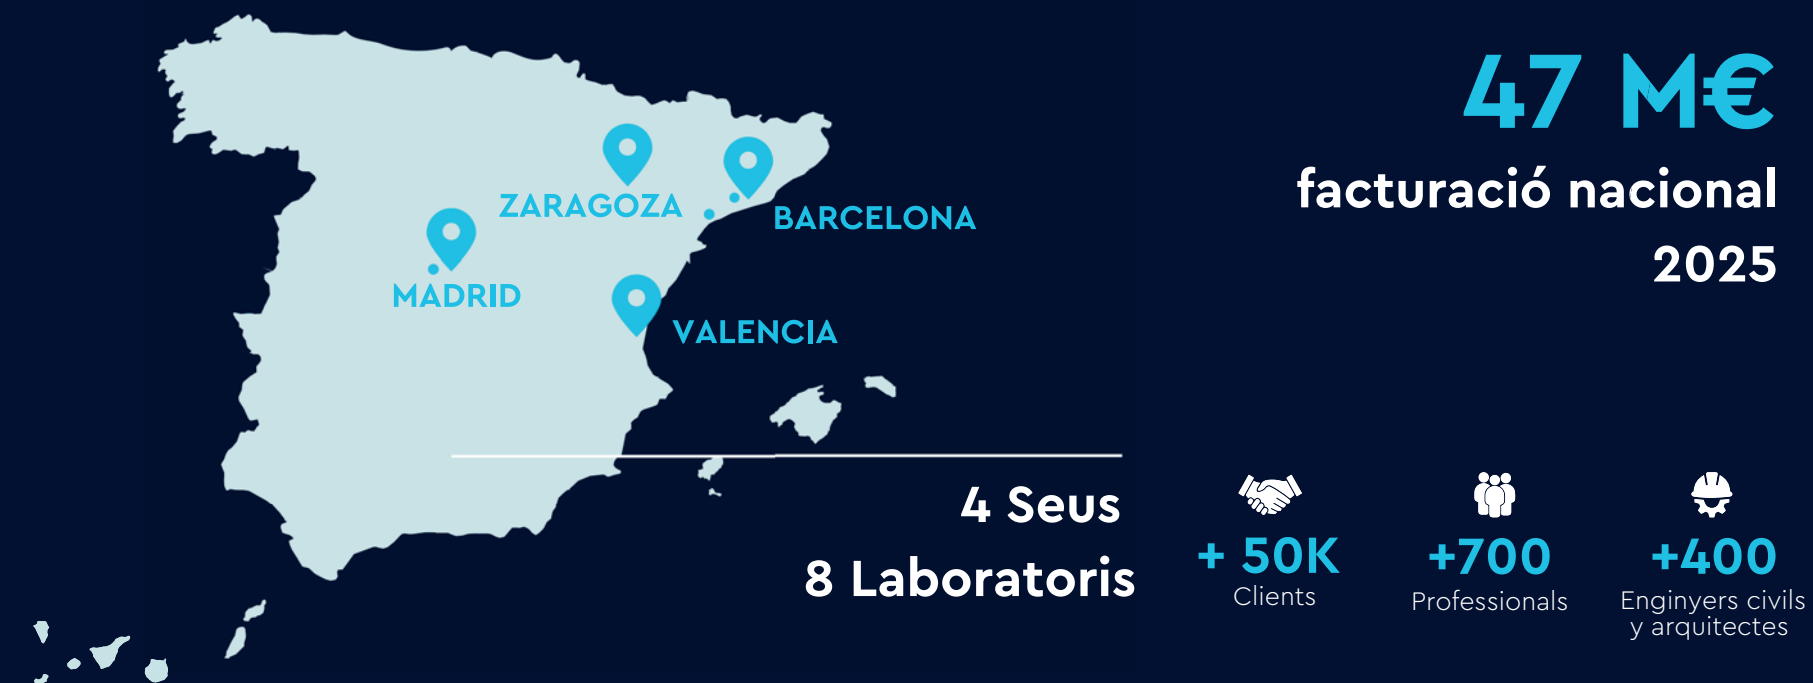 ZARAGOZA
BARCELONA
MADRID
VALENCIA
4 Seus
8 Laboratoris
47 M€
facturació nacional
2025
+ 50K
Clients
+700
Professionals
+400
Enginyers civils
y arquitectes